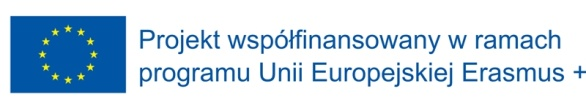 Projekt współfinansowany w ramach
programu Unii Europejskiej Erasmus +